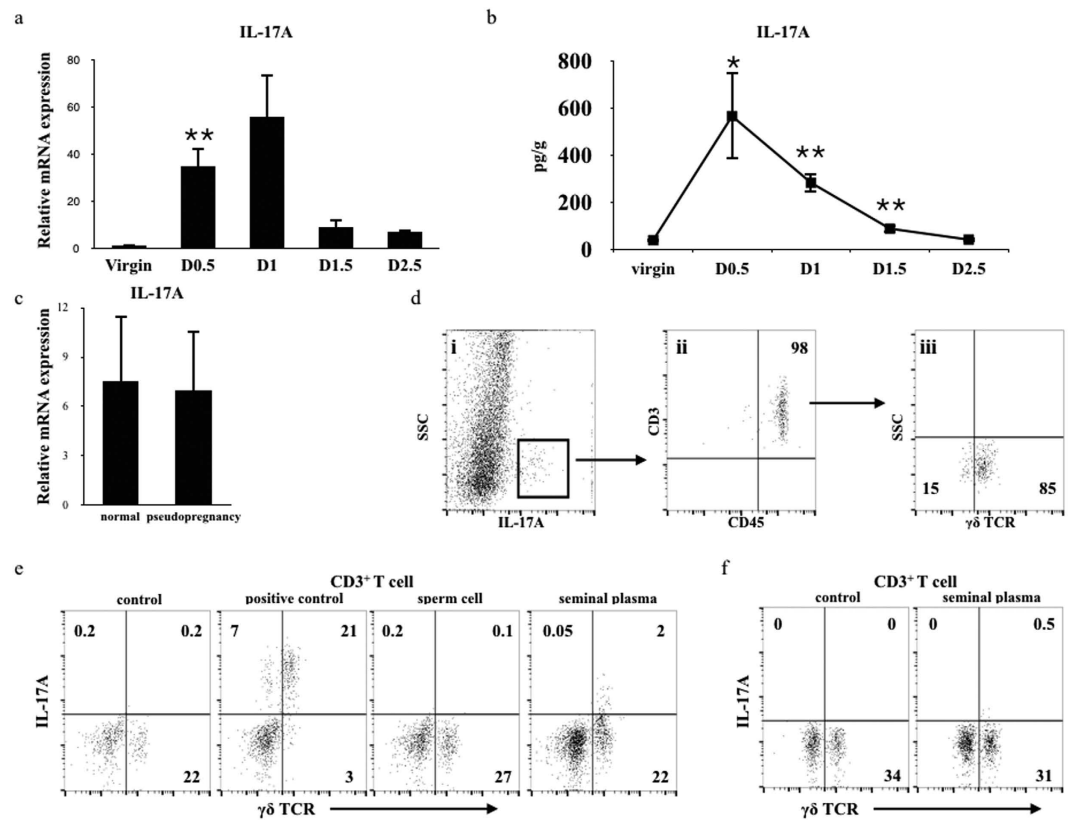 a
IL-17A
Relative mRNA expression
80
60
40
20
0
**
Virgin D0.5 D1 D1.5 D2.5
b
IL-17A
pg/g
800
600
400
200
0
*
**
**
virgin D0.5 D1 D1.5 D2.5
c
IL-17A
Relative mRNA expression
12
9
6
3
0
normal pseudopregnancy
d
i
SSC
IL-17A
ii
98
CD3
CD45
iii
SSC
15 85
γδ TCR
e
CD3+ T cell
control positive control sperm cell seminal plasma
IL-17A
0.2 0.2 7 21 0.2 0.1 0.05 2
22 3 27 22
γδ TCR
f
CD3+ T cell
control seminal plasma
IL-17A
0 0 0 0.5
34 31
γδ TCR